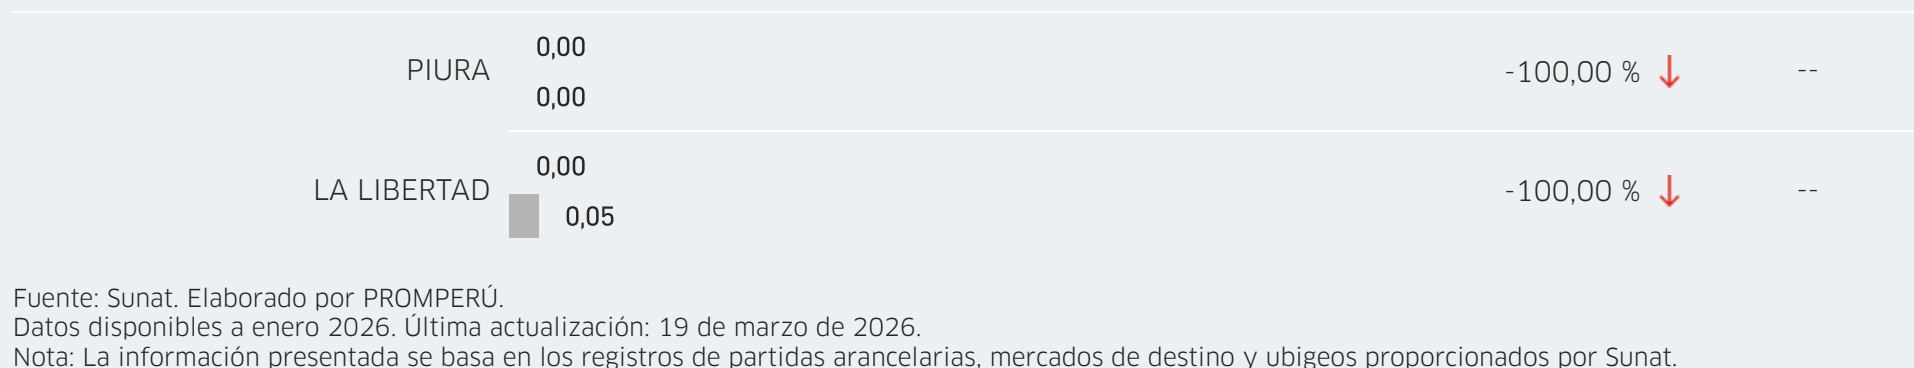 0,00
PIURA -100,00 % ↓ --
0,00
0,00
LA LIBERTAD -100,00 % ↓ --
0,05
Fuente: Sunat. Elaborado por PROMPERÚ.
Datos disponibles a enero 2026. Última actualización: 19 de marzo de 2026.
Nota: La información presentada se basa en los registros de partidas arancelarias, mercados de destino y ubigeos proporcionados por Sunat.